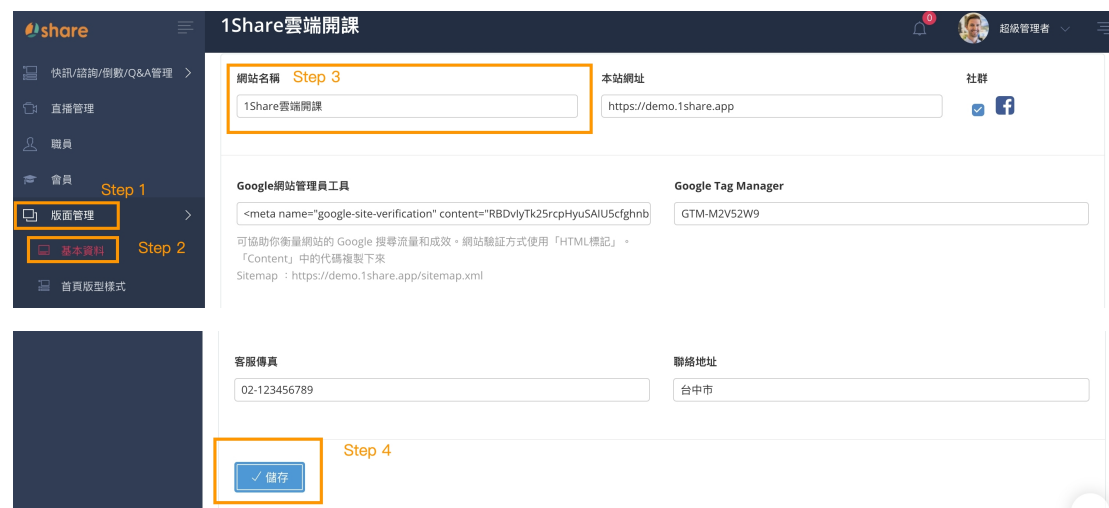 1share
1Share雲端開課
0
超級管理者
快訊/諮詢/倒數/Q&A管理
直播管理
職員
會員
Step 1
版面管理
基本資料
Step 2
首頁版型樣式
網站名稱 Step 3
1Share雲端開課
本站網址
https://demo.1share.app
社群
Google網站管理員工具
<meta name="google-site-verification" content="RBDvIyTk25rcpHyuSAIU5cfghnb
可協助你衡量網站的 Google 搜尋流量和成效。網站驗証方式使用「HTML標記」。
「Content」中的代碼複製下來
Sitemap ：https://demo.1share.app/sitemap.xml
Google Tag Manager
GTM-M2V52W9
客服傳真
02-123456789
聯絡地址
台中市
Step 4
儲存